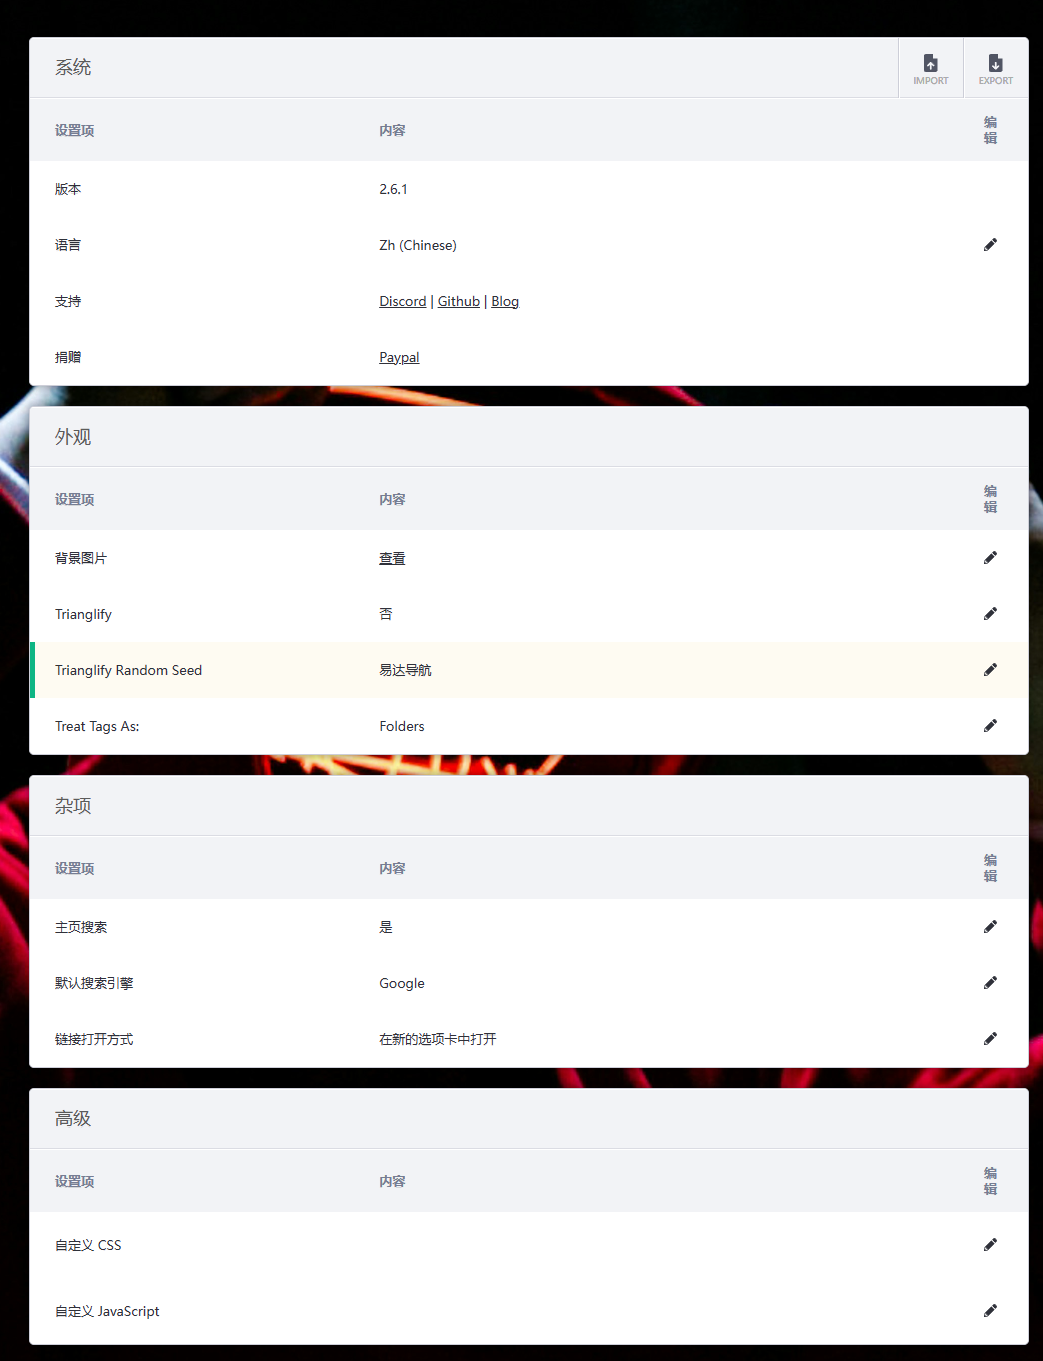 系统
IMPORT
EXPORT
设置项 内容 编辑
版本 2.6.1
语言 Zh (Chinese)
支持 Discord | Github | Blog
捐赠 Paypal
外观
设置项 内容 编辑
背景图片 查看
Trianglify 否
Trianglify Random Seed 易达导航
Treat Tags As: Folders
杂项
设置项 内容 编辑
主页搜索 是
默认搜索引擎 Google
链接打开方式 在新的选项卡中打开
高级
设置项 内容 编辑
自定义 CSS
自定义 JavaScript